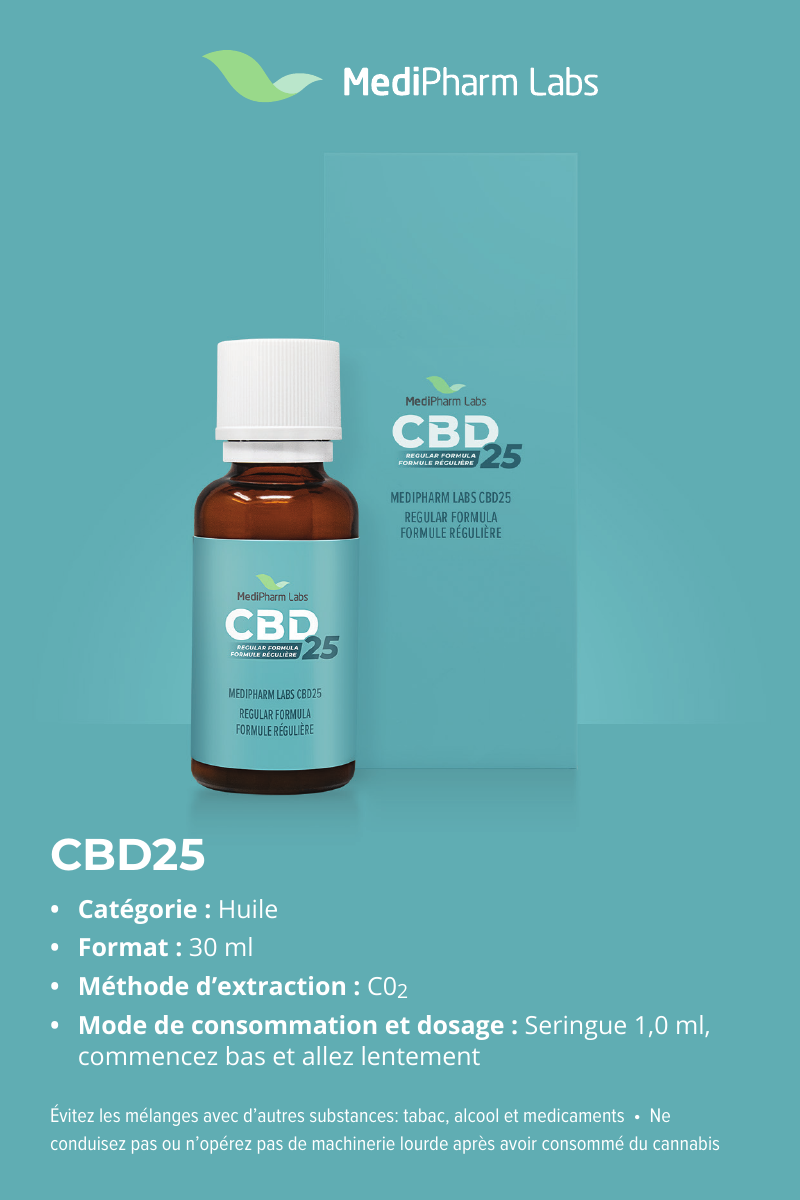 MediPharm Labs
MediPharm Labs
CBD
REGULAR FORMULA
FORMULE RÉGULIÈRE
25
MEDIPHARM LABS CBD25
REGULAR FORMULA
FORMULE RÉGULIÈRE
MediPharm Labs
CBD
REGULAR FORMULA
FORMULE RÉGULIÈRE
25
MEDIPHARM LABS CBD25
REGULAR FORMULA
FORMULE RÉGULIÈRE
CBD25
• Catégorie : Huile
• Format : 30 ml
• Méthode d’extraction : C0₂
• Mode de consommation et dosage : Seringue 1,0 ml,
commencez bas et allez lentement
Évitez les mélanges avec d’autres substances: tabac, alcool et medicaments • Ne
conduisez pas ou n’opérez pas de machinerie lourde après avoir consommé du cannabis